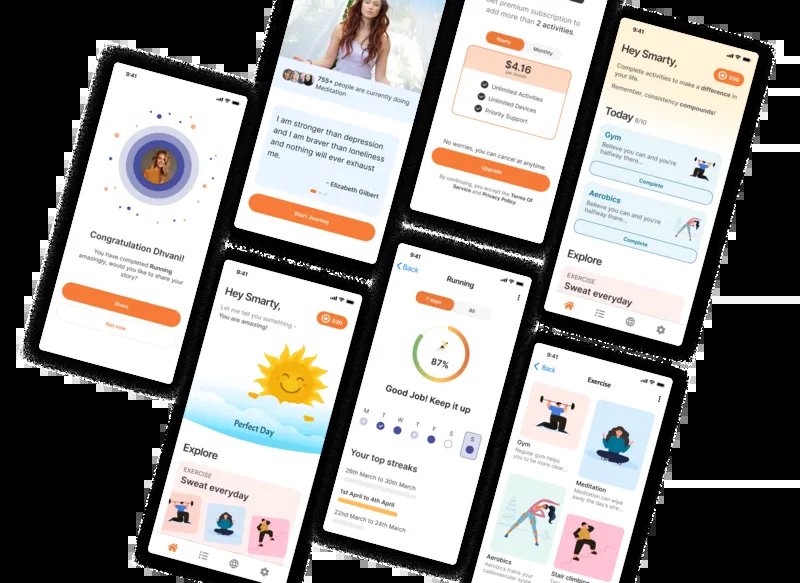 9:41
Congratulation Dhvani!
You have completed Running
amazingly, would you like to share your
story?
Share
Not now
755+ people are currently doing
Meditation
I am stronger than depression
and I am braver than loneliness
and nothing will ever exhaust
me.
- Elizabeth Gilbert
Start Journey
Get premium subscription to
add more than 2 activities.
Yearly
Monthly
$4.16
per month
Unlimited Activities
Unlimited Devices
Priority Support
No worries, you can cancel at anytime.
Upgrade
By continuing, you accept the Terms Of
Service and Privacy Policy
9:41
Hey Smarty,
$30
Complete activities to make a difference in
your life.
Remember, consistency compounds!
Today 8/10
Gym
Believe you can and you're
halfway there...
Complete
Aerobics
Believe you can and you're
halfway there...
Complete
Explore
EXERCISE
Sweat everyday
9:41
Hey Smarty,
$30
Let me tell you something -
You are amazing!
Perfect Day
Explore
EXERCISE
Sweat everyday
9:41
Back
Running
7 days
All
87%
Good Job! Keep it up
M T W T F S S
Your top streaks
26th March to 30th March
1st April to 4th April
22nd March to 24th March
9:41
Back
Exercise
Gym
Regular gym helps
you to be more clear...
Meditation
Meditation can wipe
away the day's stre...
Aerobics
Aerobics trains your
cardiovascular system
Stair climbing